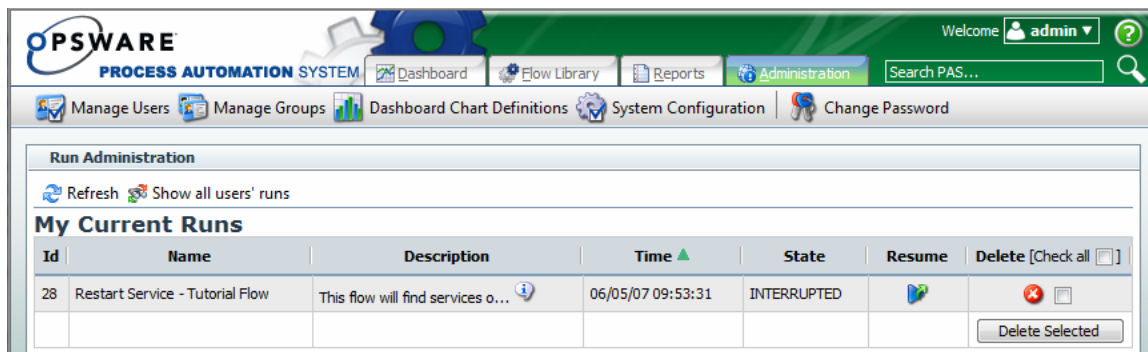 OPSWARE
Welcome admin ▼
PROCESS AUTOMATION SYSTEM Dashboard Flow Library Reports Administration Search PAS...
Manage Users Manage Groups Dashboard Chart Definitions System Configuration Change Password
Run Administration
Refresh Show all users' runs
My Current Runs
Id Name Description Time ▲ State Resume Delete [Check all ]
28 Restart Service - Tutorial Flow This flow will find services o... 06/05/07 09:53:31 INTERRUPTED
Delete Selected